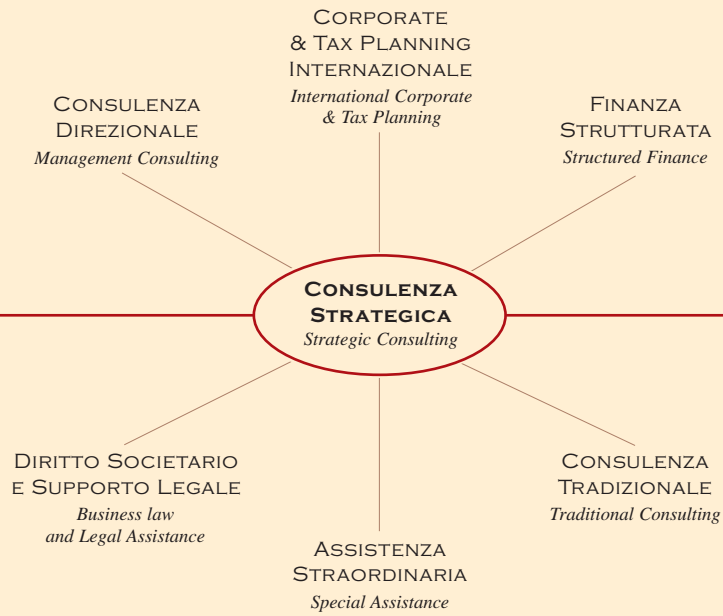 CORPORATE
& TAX PLANNING
INTERNAZIONALE
International Corporate
& Tax Planning
CONSULENZA
DIREZIONALE
Management Consulting
FINANZA
STRUTTURATA
Structured Finance
CONSULENZA
STRATEGICA
Strategic Consulting
DIRITTO SOCIETARIO
E SUPPORTO LEGALE
Business law
and Legal Assistance
CONSULENZA
TRADIZIONALE
Traditional Consulting
ASSISTENZA
STRAORDINARIA
Special Assistance